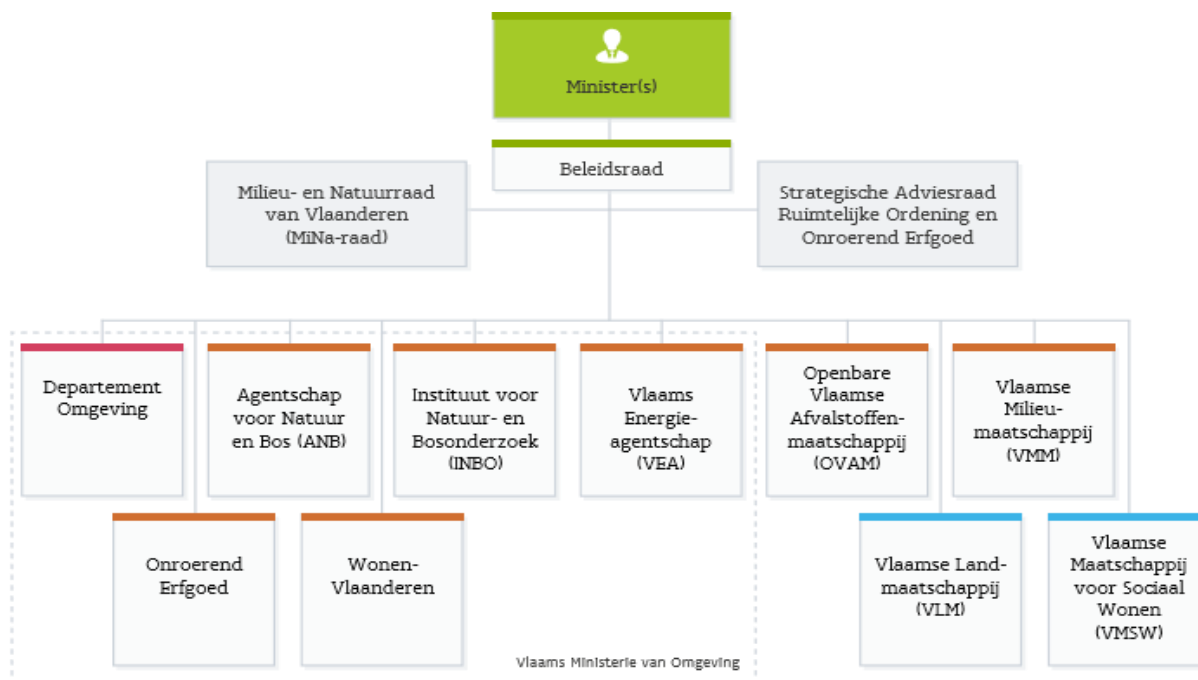 Minister(s)
Beleidsraad
Milieu- en Natuurraad
van Vlaanderen
(MiNa-raad)
Strategische Adviesraad
Ruimtelijke Ordening en
Onroerend Erfgoed
Departement
Omgeving
Agentschap
voor Natuur
en Bos (ANB)
Instituut voor
Natuur- en
Bosonderzoek
(INBO)
Vlaams
Energie-
agentschap
(VEA)
Openbare
Vlaamse
Afvalstoffen-
maatschappij
(OVAM)
Vlaamse
Milieu-
maatschappij
(VMM)
Onroerend
Erfgoed
Wonen-
Vlaanderen
Vlaamse Land-
maatschappij
(VLM)
Vlaamse
Maatschappij
voor Sociaal
Wonen
(VMSW)
Vlaams Ministerie van Omgeving